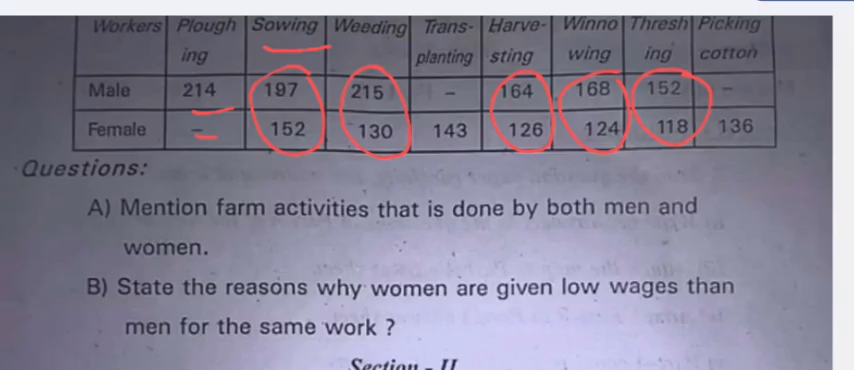 Workers Plough Sowing Weeding Trans- Harve- Winno Thresh Picking
ing planting sting wing ing cotton
Male 214 197 215 – 164 168 152 –
Female – 152 130 143 126 124 118 136
Questions:
A) Mention farm activities that is done by both men and
women.
B) State the reasons why women are given low wages than
men for the same work ?
Section - II